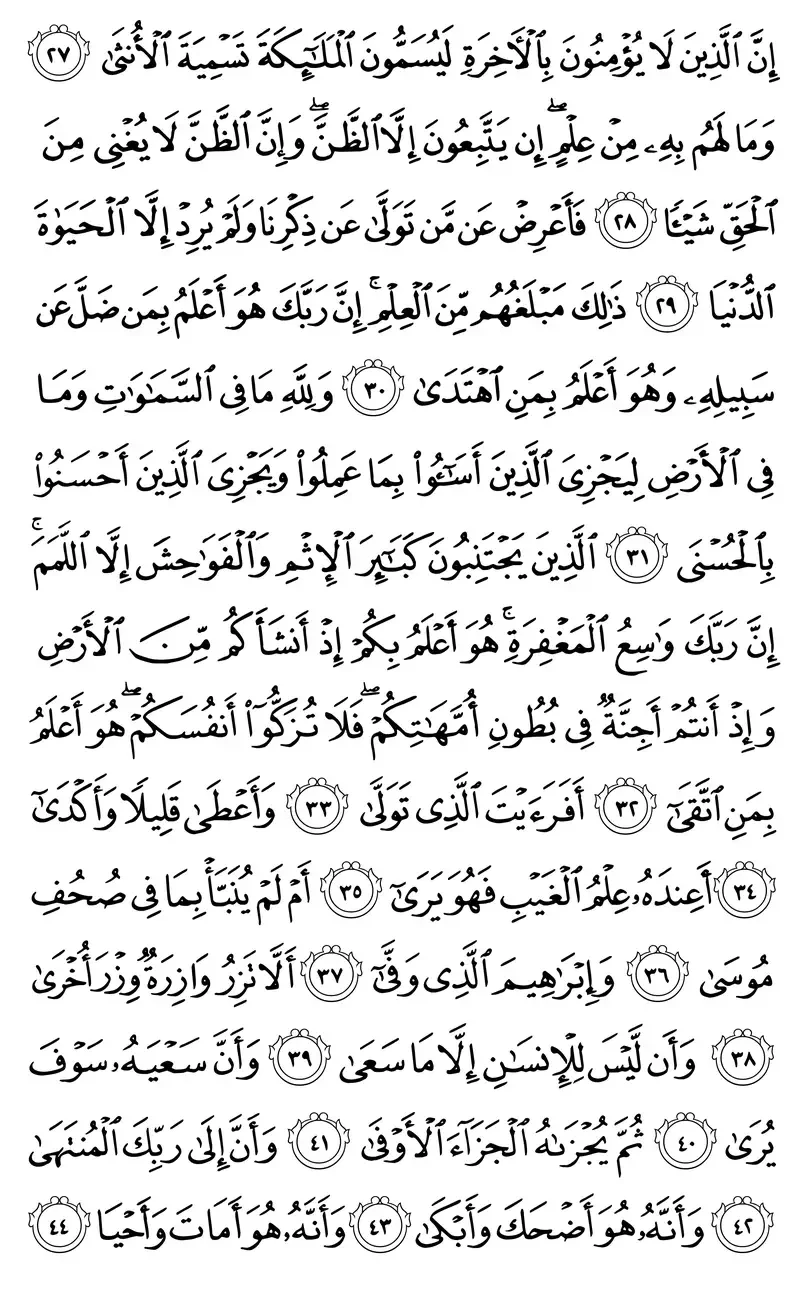 إِنَّ ٱلَّذِينَ لَا يُؤْمِنُونَ بِٱلْأَخِرَةِ لَيُسَمُّونَ ٱلْمَلَٰٓئِكَةَ تَسْمِيَةَ ٱلْأُنثَىٰ ٢٧
وَمَا لَهُم بِهِۦ مِنْ عِلْمٍ ۖ إِن يَتَّبِعُونَ إِلَّا ٱلظَّنَّ ۖ وَإِنَّ ٱلظَّنَّ لَا يُغْنِى مِنَ
ٱلْحَقِّ شَيْـًٔا ٢٨ فَأَعْرِضْ عَن مَّن تَوَلَّىٰ عَن ذِكْرِنَا وَلَمْ يُرِدْ إِلَّا ٱلْحَيَوٰةَ
ٱلدُّنْيَا ٢٩ ذَٰلِكَ مَبْلَغُهُم مِّنَ ٱلْعِلْمِ ۚ إِنَّ رَبَّكَ هُوَ أَعْلَمُ بِمَن ضَلَّ عَن
سَبِيلِهِۦ وَهُوَ أَعْلَمُ بِمَنِ ٱهْتَدَىٰ ٣٠ وَلِلَّهِ مَا فِى ٱلسَّمَٰوَٰتِ وَمَا
فِى ٱلْأَرْضِ لِيَجْزِىَ ٱلَّذِينَ أَسَٰٓـُٔوا۟ بِمَا عَمِلُوا۟ وَيَجْزِىَ ٱلَّذِينَ أَحْسَنُوا۟
بِٱلْحُسْنَى ٣١ ٱلَّذِينَ يَجْتَنِبُونَ كَبَٰٓئِرَ ٱلْإِثْمِ وَٱلْفَوَٰحِشَ إِلَّا ٱللَّمَمَ ۚ
إِنَّ رَبَّكَ وَٰسِعُ ٱلْمَغْفِرَةِ ۚ هُوَ أَعْلَمُ بِكُمْ إِذْ أَنشَأَكُم مِّنَ ٱلْأَرْضِ
وَإِذْ أَنتُمْ أَجِنَّةٌ فِى بُطُونِ أُمَّهَٰتِكُمْ ۖ فَلَا تُزَكُّوٓا۟ أَنفُسَكُمْ ۖ هُوَ أَعْلَمُ
بِمَنِ ٱتَّقَىٰٓ ٣٢ أَفَرَءَيْتَ ٱلَّذِى تَوَلَّىٰ ٣٣ وَأَعْطَىٰ قَلِيلًا وَأَكْدَىٰٓ
٣٤ أَعِندَهُۥ عِلْمُ ٱلْغَيْبِ فَهُوَ يَرَىٰٓ ٣٥ أَمْ لَمْ يُنَبَّأْ بِمَا فِى صُحُفِ
مُوسَىٰ ٣٦ وَإِبْرَٰهِيمَ ٱلَّذِى وَفَّىٰٓ ٣٧ أَلَّا تَزِرُ وَازِرَةٌ وِزْرَ أُخْرَىٰ
٣٨ وَأَن لَّيْسَ لِلْإِنسَٰنِ إِلَّا مَا سَعَىٰ ٣٩ وَأَنَّ سَعْيَهُۥ سَوْفَ
يُرَىٰ ٤٠ ثُمَّ يُجْزَىٰهُ ٱلْجَزَآءَ ٱلْأَوْفَىٰ ٤١ وَأَنَّ إِلَىٰ رَبِّكَ ٱلْمُنتَهَىٰ
٤٢ وَأَنَّهُۥ هُوَ أَضْحَكَ وَأَبْكَىٰ ٤٣ وَأَنَّهُۥ هُوَ أَمَاتَ وَأَحْيَا ٤٤